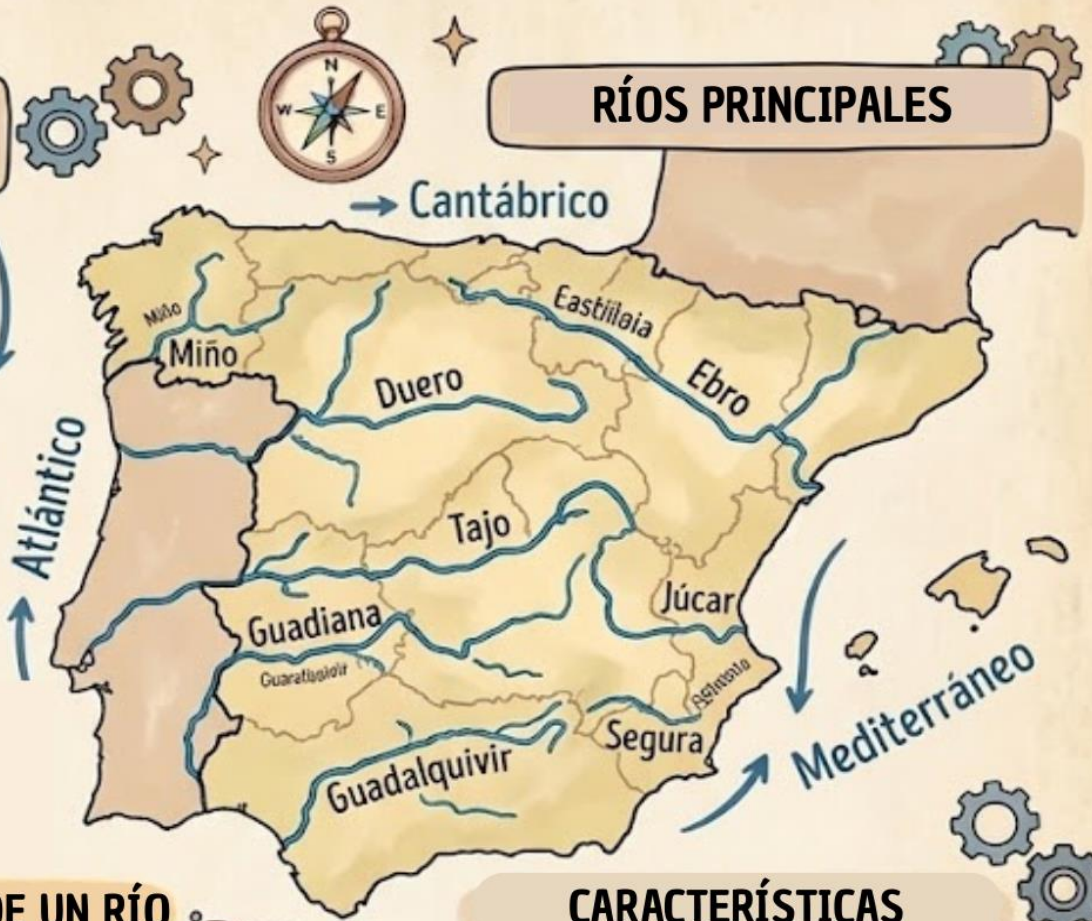 N
W E
S
RÍOS PRINCIPALES
Cantábrico
Miño
Eastiiloia
Miño
Duero
Ebro
Atlántico
Tajo
Júcar
Guadiana
Segura
Guadalquivir
Mediterráneo
DE UN RÍO
CARACTERÍSTICAS